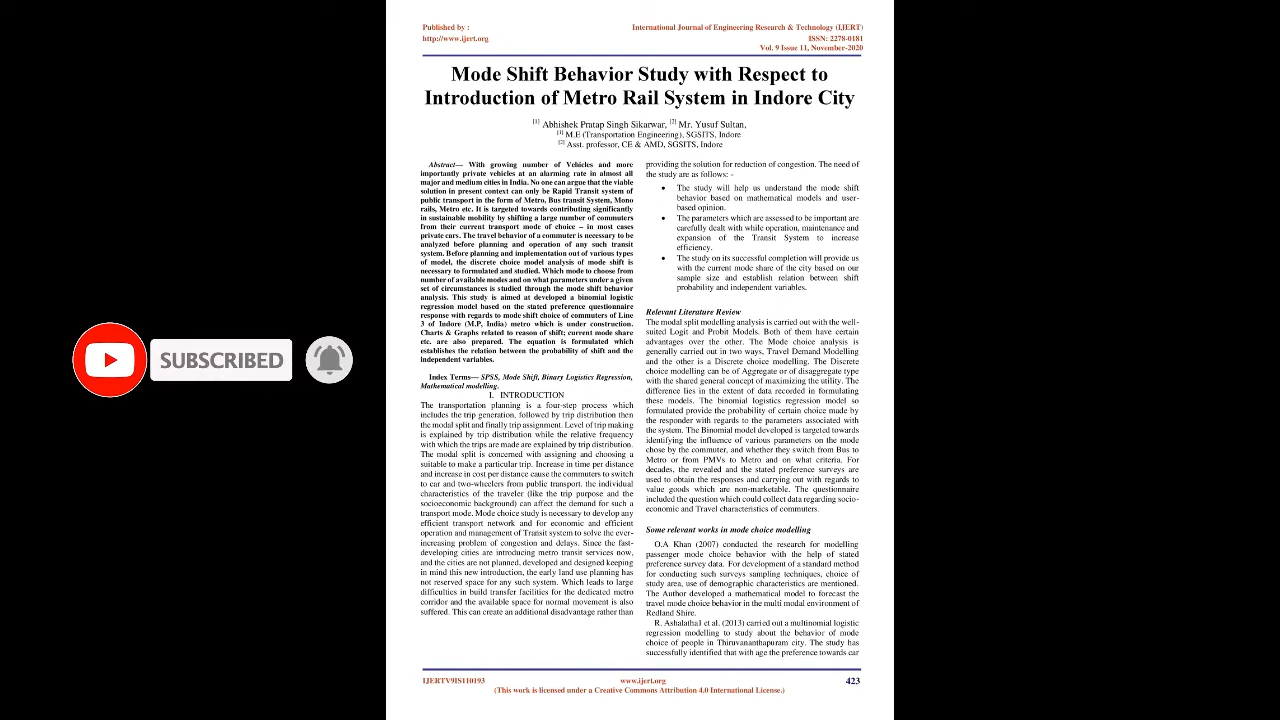 Published by :
http://www.ijert.org
International Journal of Engineering Research & Technology (IJERT)
ISSN: 2278-0181
Vol. 9 Issue 11, November-2020
Mode Shift Behavior Study with Respect to
Introduction of Metro Rail System in Indore City
[1] Abhishek Pratap Singh Sikarwar, [2] Mr. Yusuf Sultan,
[1] M.E (Transportation Engineering), SGSITS, Indore
[2] Asst. professor, CE & AMD, SGSITS, Indore
Abstract— With growing number of Vehicles and more
importantly private vehicles at an alarming rate in almost all
major and medium cities in India. No one can argue that the viable
solution in present context can only be Rapid Transit system of
public transport in the form of Metro, Bus transit System, Mono
rails, Metro etc. It is targeted towards contributing significantly
in sustainable mobility by shifting a large number of commuters
from their current transport mode of choice – in most cases
private cars. The travel behavior of a commuter is necessary to be
analyzed before planning and operation of any such transit
system. Before planning and implementation out of various types
of model, the discrete choice model analysis of mode shift is
necessary to formulated and studied. Which mode to choose from
number of available modes and on what parameters under a given
set of circumstances is studied through the mode shift behavior
analysis. This study is aimed at developed a binomial logistic
regression model based on the stated preference questionnaire
response with regards to mode shift choice of commuters of Line
3 of Indore (M.P, India) metro which is under construction.
Charts & Graphs related to reason of shift; current mode share
etc. are also prepared. The equation is formulated which
establishes the relation between the probability of shift and the
independent variables.
Index Terms— SPSS, Mode Shift, Binary Logistics Regression,
Mathematical modelling.
I. INTRODUCTION
The transportation planning is a four-step process which
includes the trip generation, followed by trip distribution then
the modal split and finally trip assignment. Level of trip making
is explained by trip distribution while the relative frequency
with which the trips are made are explained by trip distribution.
The modal split is concerned with assigning and choosing a
suitable to make a particular trip. Increase in time per distance
and increase in cost per distance cause the commuters to switch
to car and two-wheelers from public transport. the individual
characteristics of the traveler (like the trip purpose and the
socioeconomic background) can affect the demand for such a
transport mode. Mode choice study is necessary to develop any
efficient transport network and for economic and efficient
operation and management of Transit system to solve the ever-
increasing problem of congestion and delays. Since the fast-
developing cities are introducing metro transit services now,
and the cities are not planned, developed and designed keeping
in mind this new introduction, the early land use planning has
not reserved space for any such system. Which leads to large
difficulties in build transfer facilities for the dedicated metro
corridor and the available space for normal movement is also
suffered. This can create an additional disadvantage rather than
providing the solution for reduction of congestion. The need of
the study are as follows: -
• The study will help us understand the mode shift
behavior based on mathematical models and user-
based opinion.
• The parameters which are assessed to be important are
carefully dealt with while operation, maintenance and
expansion of the Transit System to increase
efficiency.
• The study on its successful completion will provide us
with the current mode share of the city based on our
sample size and establish relation between shift
probability and independent variables.
Relevant Literature Review
The modal split modelling analysis is carried out with the well-
suited Logit and Probit Models. Both of them have certain
advantages over the other. The Mode choice analysis is
generally carried out in two ways, Travel Demand Modelling
and the other is a Discrete choice modelling. The Discrete
choice modelling can be of Aggregate or of disaggregate type
with the shared general concept of maximizing the utility. The
difference lies in the extent of data recorded in formulating
these models. The binomial logistics regression model so
formulated provide the probability of certain choice made by
the responder with regards to the parameters associated with
the system. The Binomial model developed is targeted towards
identifying the influence of various parameters on the mode
chose by the commuter, and whether they switch from Bus to
Metro or from PMVs to Metro and on what criteria. For
decades, the revealed and the stated preference surveys are
used to obtain the responses and carrying out with regards to
value goods which are non-marketable. The questionnaire
included the question which could collect data regarding socio-
economic and Travel characteristics of commuters.
Some relevant works in mode choice modelling
O.A Khan (2007) conducted the research for modelling
passenger mode choice behavior with the help of stated
preference survey data. For development of a standard method
for conducting such surveys sampling techniques, choice of
study area, use of demographic characteristics are mentioned.
The Author developed a mathematical model to forecast the
travel mode choice behavior in the multi modal environment of
Redland Shire.
R. Ashalatha1 et al. (2013) carried out a multinomial logistic
regression modelling to study about the behavior of mode
choice of people in Thiruvananthapuram city. The study has
successfully identified that with age the preference towards car
SUBSCRIBED
IJERTV9IS110193
www.ijert.org
(This work is licensed under a Creative Commons Attribution 4.0 International License.)
423